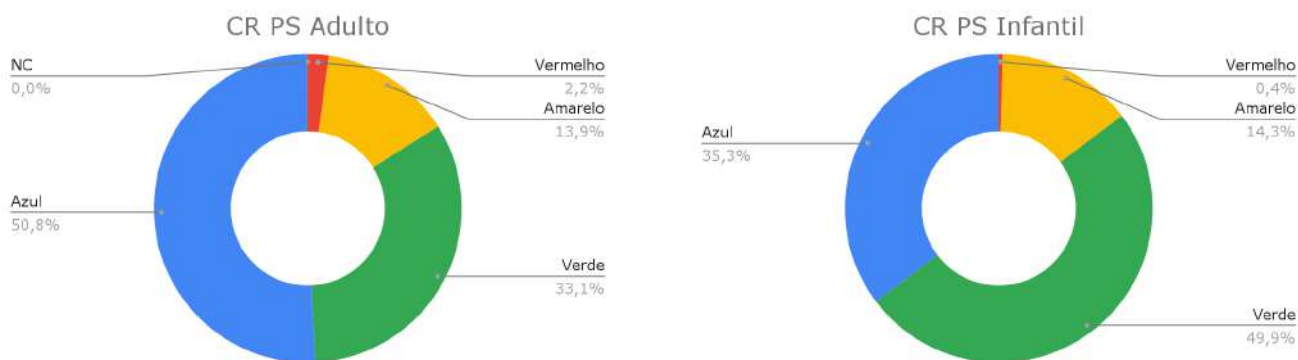 CR PS Adulto
NC
0,0%
Vermelho
2,2%
Amarelo
13,9%
Azul
50,8%
Verde
33,1%
CR PS Infantil
Vermelho
0,4%
Amarelo
14,3%
Azul
35,3%
Verde
49,9%